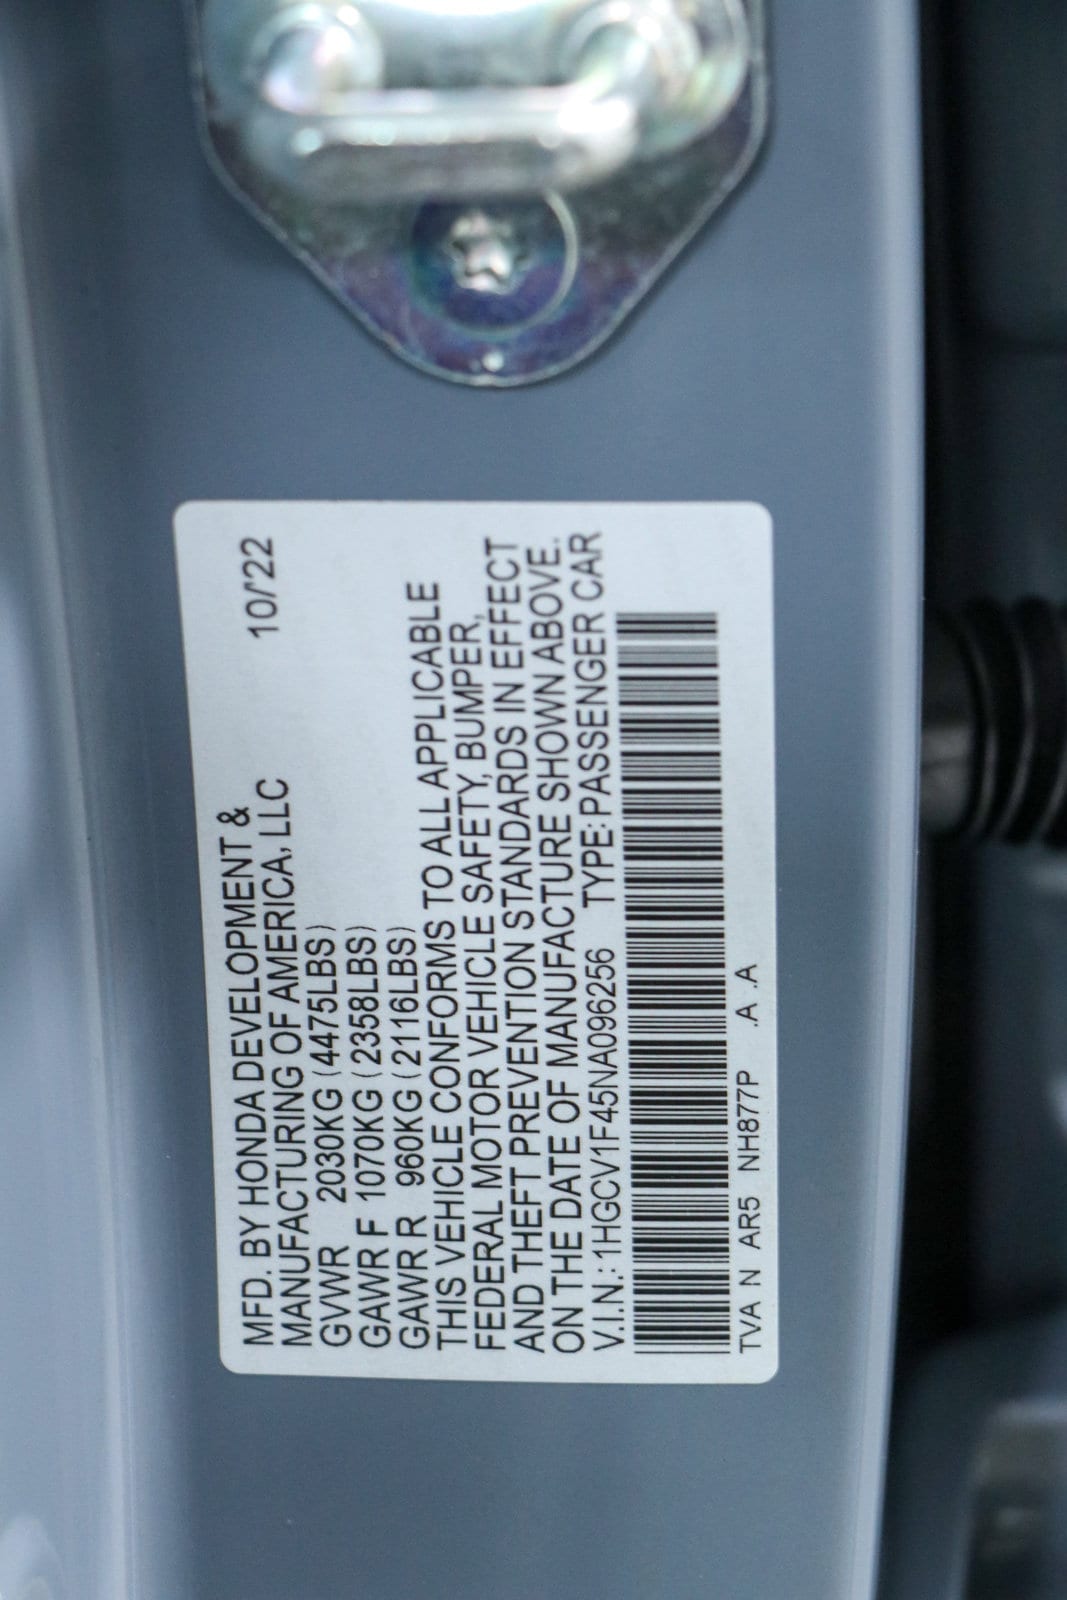 MFD. BY HONDA DEVELOPMENT & 10/'22
MANUFACTURING OF AMERICA, LLC
GVWR 2030KG (4475LBS)
GAWR F 1070KG (2358LBS)
GAWR R 960KG (2116LBS)
THIS VEHICLE CONFORMS TO ALL APPLICABLE
FEDERAL MOTOR VEHICLE SAFETY, BUMPER,
AND THEFT PREVENTION STANDARDS IN EFFECT
ON THE DATE OF MANUFACTURE SHOWN ABOVE.
V.I.N.: 1HGCV1F45NA096256 TYPE: PASSENGER CAR
TVA N AR5 NH877P .A .A